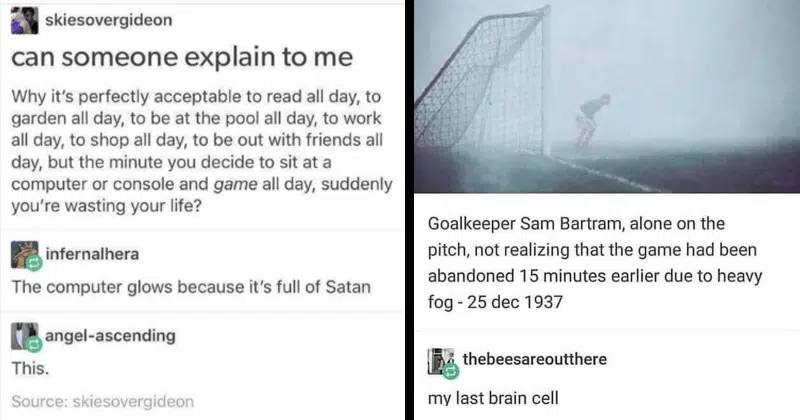 skiesovergideon
can someone explain to me
Why it's perfectly acceptable to read all day, to
garden all day, to be at the pool all day, to work
all day, to shop all day, to be out with friends all
day, but the minute you decide to sit at a
computer or console and game all day, suddenly
you're wasting your life?
infernalhera
The computer glows because it's full of Satan
angel-ascending
This.
Source: skiesovergideon
Goalkeeper Sam Bartram, alone on the
pitch, not realizing that the game had been
abandoned 15 minutes earlier due to heavy
fog - 25 dec 1937
thebeesareoutthere
my last brain cell